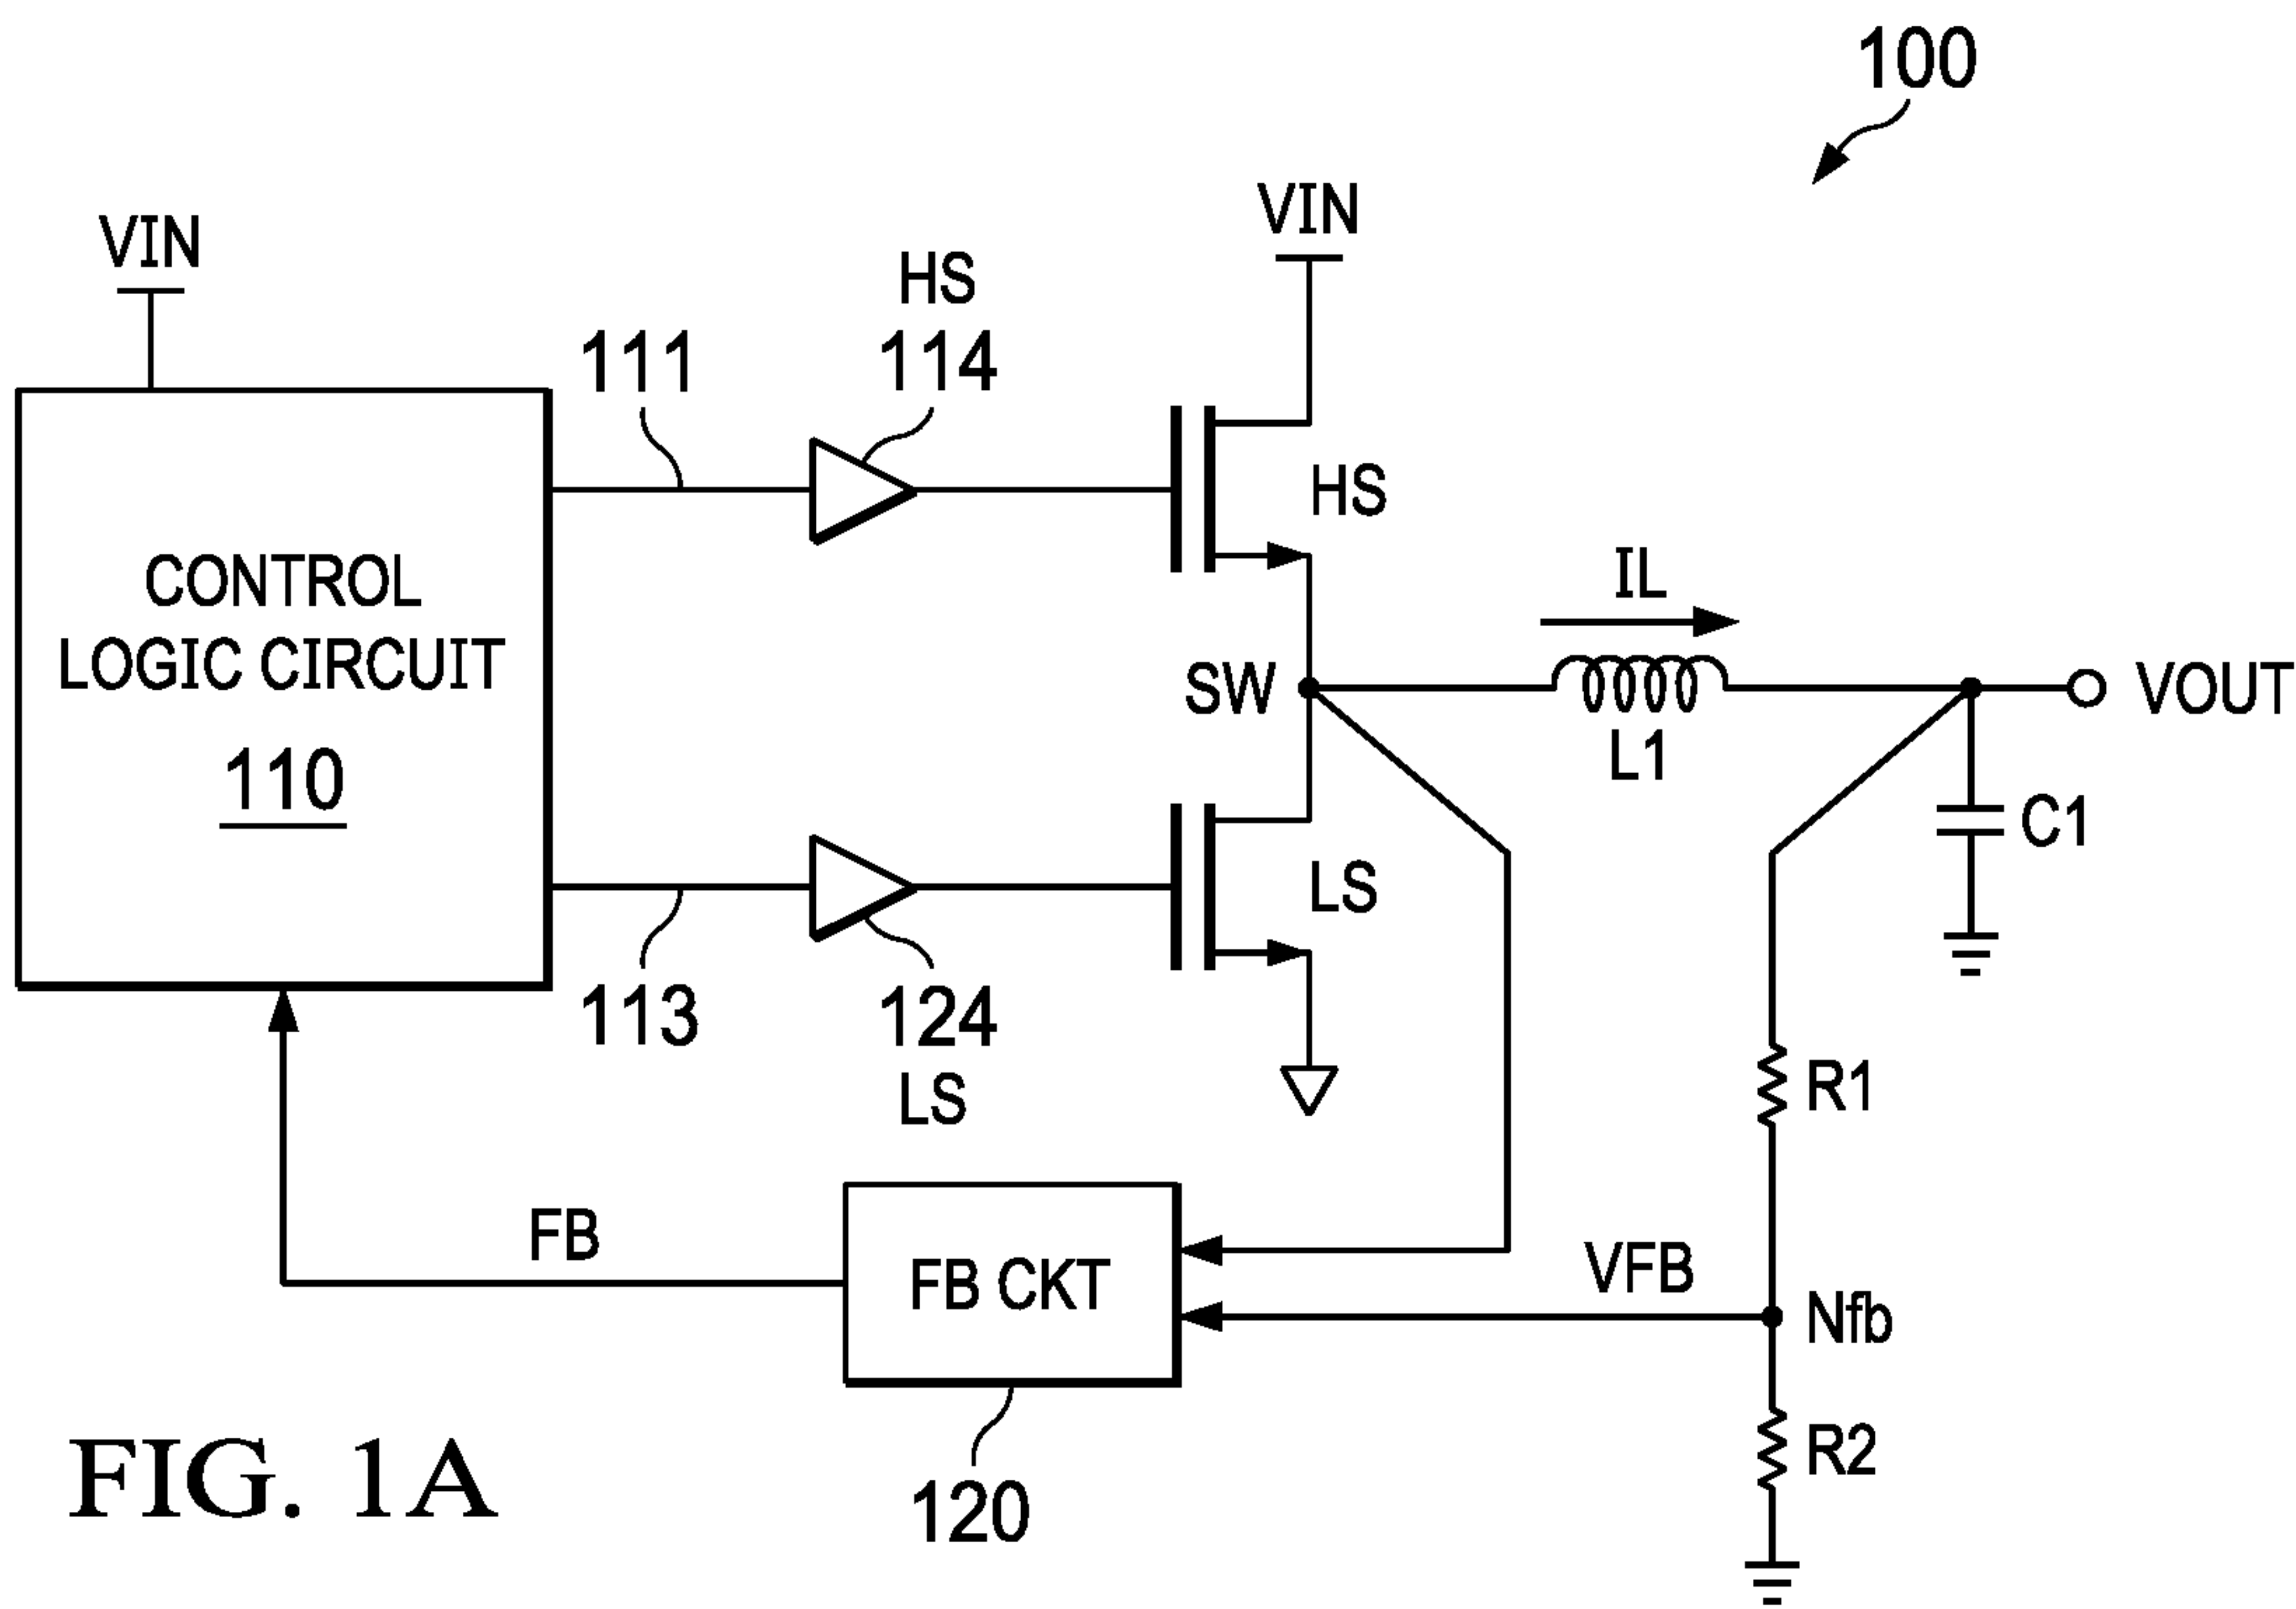 100
VIN
VIN
HS
114
111
HS
CONTROL
LOGIC CIRCUIT
110
IL
SW
VOUT
L1
C1
LS
113
124
LS
R1
FB
FB CKT
VFB
Nfb
R2
120
FIG. 1A